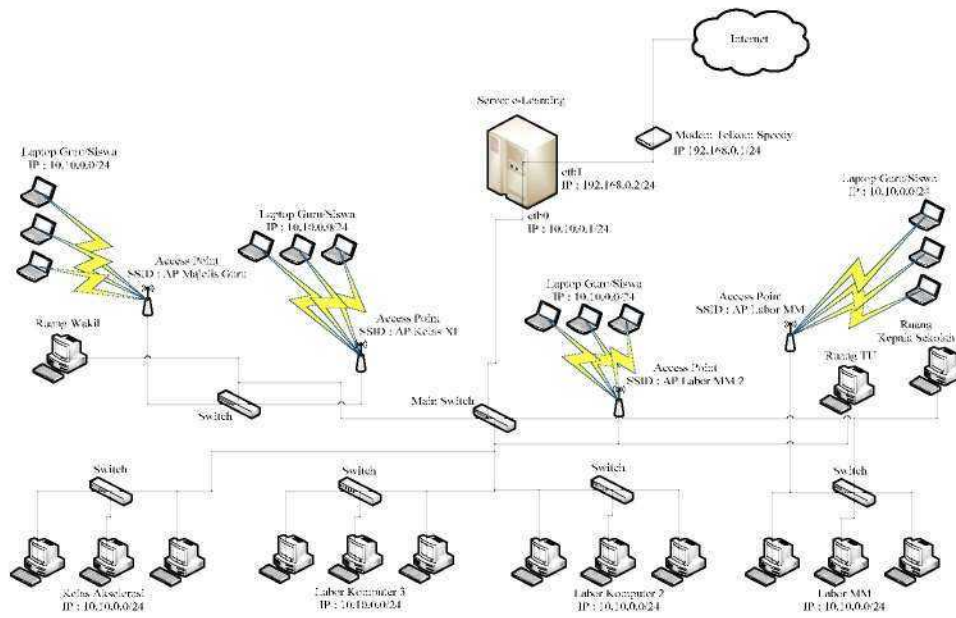 Internet
Server e-Learning
Modem Telkom Speedy
IP 192.168.0.1/24
eth1
IP : 192.168.0.2/24
eth0
IP : 10.10.0.1/24
Laptop Guru/Siswa
IP : 10.10.0.0/24
Laptop Guru/Siswa
IP : 10.10.0.0/24
Laptop Guru/Siswa
IP : 10.10.0.0/24
Laptop Guru/Siswa
IP : 10.10.0.0/24
Access Point
SSID : AP Majelis Guru
Access Point
SSID : AP Kelas XI
Access Point
SSID : AP Labor MM 2
Access Point
SSID : AP Labor MM
Ruang Wakil
Ruang TU
Ruang
Kepala Sekolah
Switch
Main Switch
Switch
Switch
Switch
Switch
Kelas Akselerasi
IP : 10.10.0.0/24
Labor Komputer 3
IP : 10.10.0.0/24
Labor Komputer 2
IP : 10.10.0.0/24
Labor MM
IP : 10.10.0.0/24